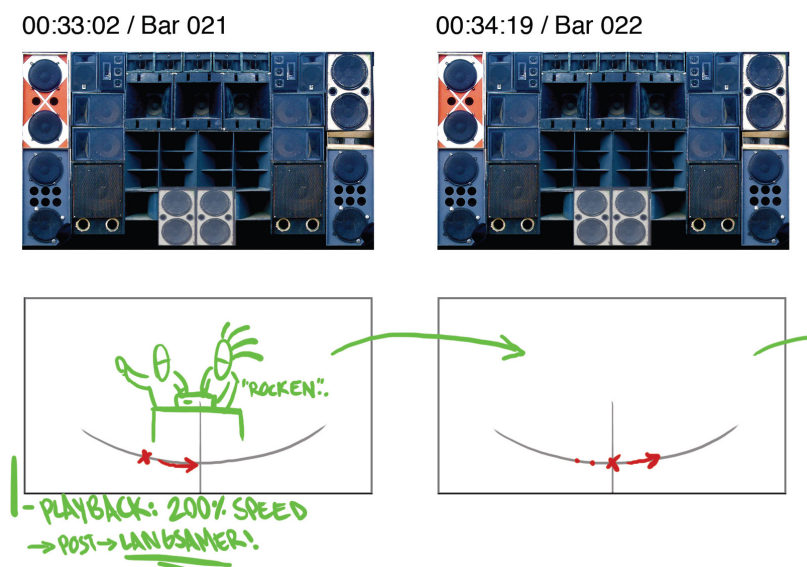 00:33:02 / Bar 021
00:34:19 / Bar 022
"ROCKEN".
- PLAYBACK: 200% SPEED
→ POST → LANGSAMER!